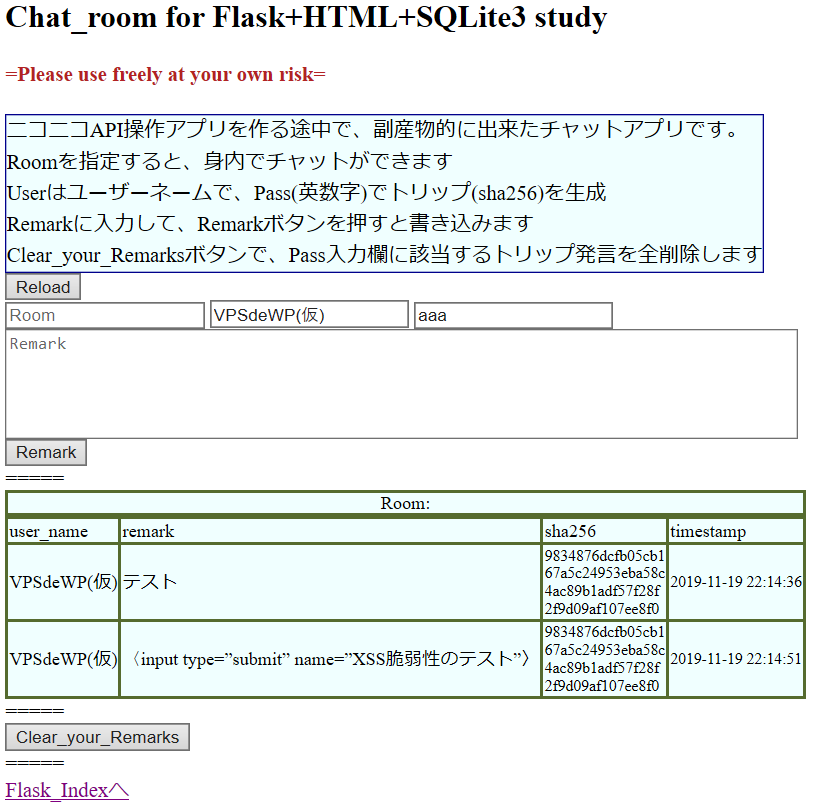 Chat_room for Flask+HTML+SQLite3 study
=Please use freely at your own risk=
ニコニコAPI操作アプリを作る途中で、副産物的に出来たチャットアプリです。
Roomを指定すると、身内でチャットができます
Userはユーザーネームで、Pass(英数字)でトリップ(sha256)を生成
Remarkに入力して、Remarkボタンを押すと書き込みます
Clear_your_Remarksボタンで、Pass入力欄に該当するトリップ発言を全削除します
Reload
Room VPSdeWP(仮) aaa
Remark
Remark
=====
Room:
user_name remark sha256 timestamp
VPSdeWP(仮) テスト 9834876dcfb05cb1 2019-11-19 22:14:36
67a5c24953eba58c
4ac89b1adf57f28f
2f9d09af107ee8f0
VPSdeWP(仮) 〈input type=”submit” name=”XSS脆弱性のテスト”〉 9834876dcfb05cb1 2019-11-19 22:14:51
67a5c24953eba58c
4ac89b1adf57f28f
2f9d09af107ee8f0
=====
Clear_your_Remarks
=====
Flask_Indexへ